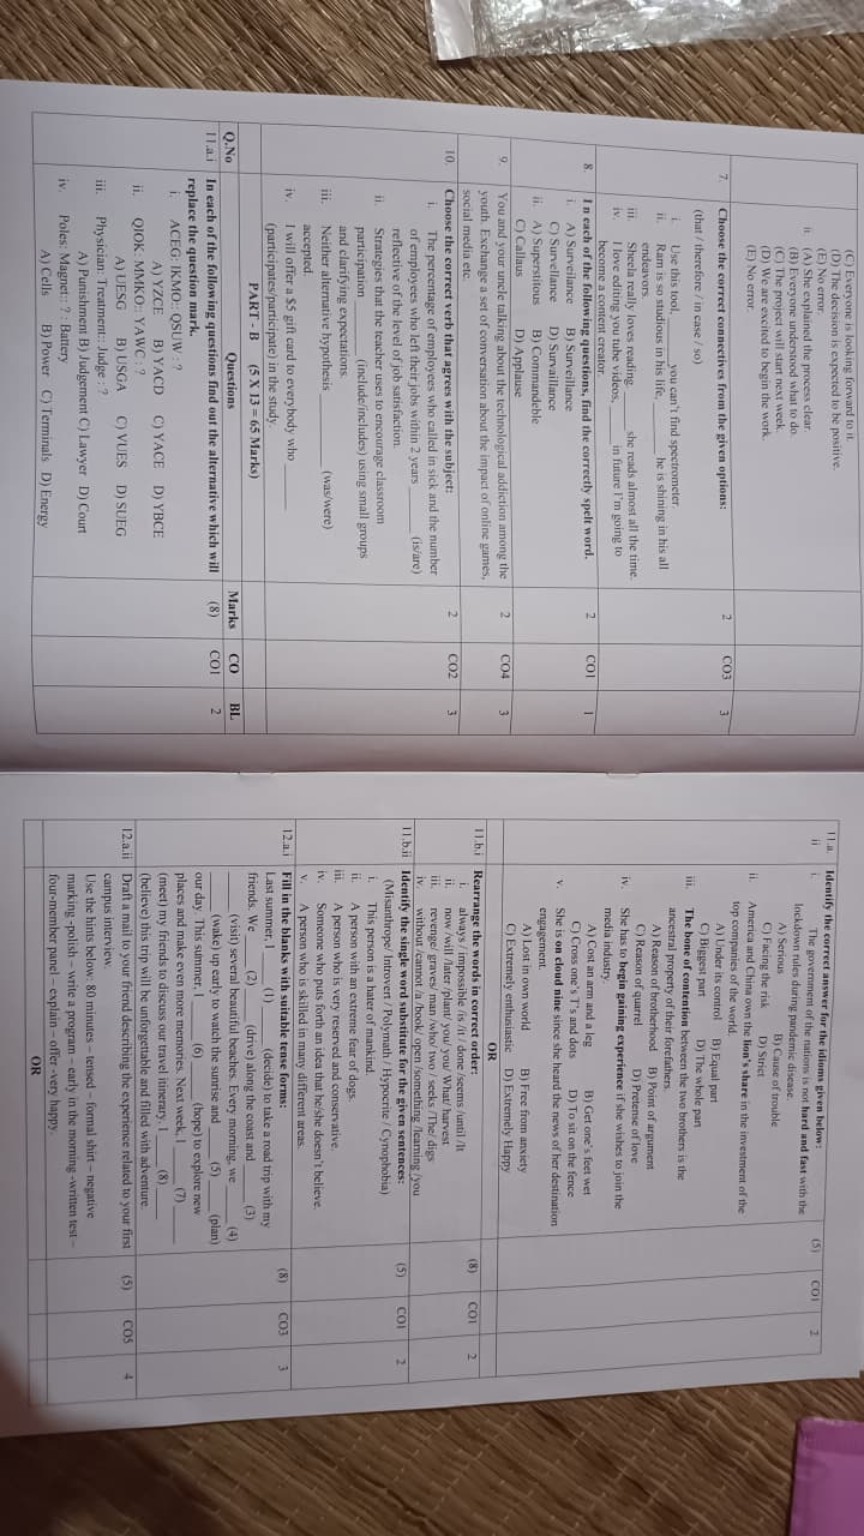 (C) Everyone is looking forward to it.
(D) The decision is expected to be positive.
(E) No error.
ii. (A) She explained the process clear.
(B) Everyone understood what to do.
(C) The project will start next week.
(D) We are excited to begin the work.
(E) No error.
7. Choose the correct connectives from the given options: 2 CO3 3
(that / therefore / in case / so)
i. Use this tool, ______ you can't find spectrometer.
ii. Ram is so studious in his life, ______ he is shining in his all
endeavors.
iii. Sheela really loves reading. ______ she reads almost all the time.
iv. I love editing you tube videos, ______ in future I'm going to
become a content creator.
8. In each of the following questions, find the correctly spelt word. 2 CO1 1
i. A) Surveilance B) Surveillance
C) Survellance D) Survaillance
ii. A) Superstitous B) Commandeble
C) Callaus D) Applause
9. You and your uncle talking about the technological addiction among the 2 CO4 3
youth. Exchange a set of conversation about the impact of online games,
social media etc.
10. Choose the correct verb that agrees with the subject: 2 CO2 3
i. The percentage of employees who called in sick and the number
of employees who left their jobs within 2 years ______ (is/are)
reflective of the level of job satisfaction.
ii. Strategies that the teacher uses to encourage classroom
participation ______ (include/includes) using small groups
and clarifying expectations.
iii. Neither alternative hypothesis ______ (was/were)
accepted.
iv. I will offer a $5 gift card to everybody who ______
(participates/participate) in the study.
PART - B (5 X 13 = 65 Marks)
Q.No Questions Marks CO BL
11.a.i In each of the following questions find out the alternative which will (8) CO1 2
replace the question mark.
i. ACEG: IKMO:: QSUW : ?
A) YZCE B) YACD C) YACE D) YBCE
ii. QIOK: MMKO:: YAWC : ?
A) UESG B) USGA C) VUES D) SUEG
iii. Physician: Treatment:: Judge : ?
A) Punishment B) Judgement C) Lawyer D) Court
iv. Poles: Magnet:: ? : Battery
A) Cells B) Power C) Terminals D) Energy
11.a. Identify the correct answer for the idioms given below: (5) CO1 2
ii i. The government of the nations is not hard and fast with the
lockdown rules during pandemic disease.
A) Serious B) Cause of trouble
C) Facing the risk D) Strict
ii. America and China own the lion's share in the investment of the
top companies of the world.
A) Under its control B) Equal part
C) Biggest part D) The whole part
iii. The bone of contention between the two brothers is the
ancestral property of their forefathers.
A) Reason of brotherhood B) Point of argument
C) Reason of quarrel D) Pretense of love
iv. She has to begin gaining experience if she wishes to join the
media industry.
A) Cost an arm and a leg B) Get one's feet wet
C) Cross one's T's and dots D) To sit on the fence
v. She is on cloud nine since she heard the news of her destination
engagement.
A) Lost in own world B) Free from anxiety
C) Extremely enthusiastic D) Extremely Happy
OR
11.b.i Rearrange the words in correct order: (8) CO1 2
i. always / impossible /is /it / done /seems /until /It
ii. now /will /later /plant/ you/ you/ What/ harvest
iii. revenge/ graves/ man /who/ two / seeks /The/ digs
iv. without /cannot /a /book/ open /something /learning /you
11.b.ii Identify the single word substitute for the given sentences: (5) CO1 2
(Misanthrope/ Introvert / Polymath / Hypocrite / Cynophobia)
i. This person is a hater of mankind.
ii. A person with an extreme fear of dogs.
iii. A person who is very reserved and conservative.
iv. Someone who puts forth an idea that he/she doesn't believe.
v. A person who is skilled in many different areas.
12.a.i Fill in the blanks with suitable tense forms: (8) CO3 3
Last summer, I ___(1)___ (decide) to take a road trip with my
friends. We ___(2)___ (drive) along the coast and ___(3)
___ (visit) several beautiful beaches. Every morning, we ___(4)
___ (wake) up early to watch the sunrise and ___(5)___ (plan)
our day. This summer, I ___(6)___ (hope) to explore new
places and make even more memories. Next week, I ___(7)___
(meet) my friends to discuss our travel itinerary. I ___(8)___
(believe) this trip will be unforgettable and filled with adventure.
12.a.ii Draft a mail to your friend describing the experience related to your first (5) CO5 4
campus interview.
Use the hints below: 80 minutes – tensed – formal shirt – negative
marking -polish – write a program – early in the morning -written test –
four-member panel – explain – offer -very happy.
OR